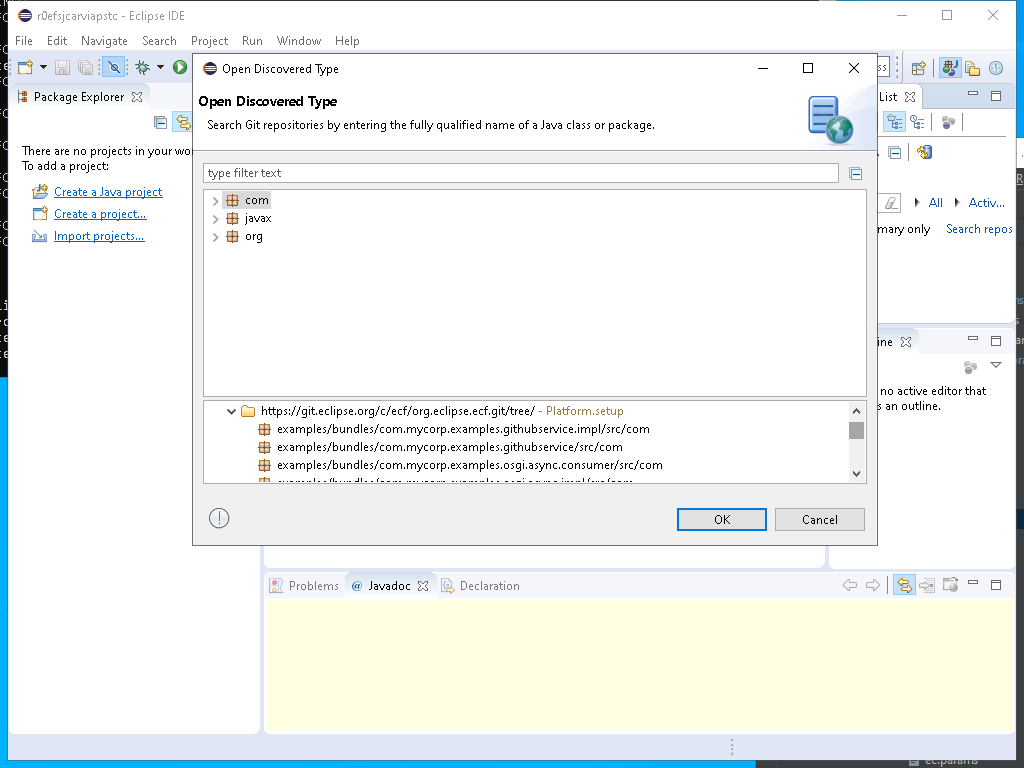 r0efsjcarviapstc - Eclipse IDE
File Edit Navigate Search Project Run Window Help
Open Discovered Type
Package Explorer
List
Open Discovered Type
Search Git repositories by entering the fully qualified name of a Java class or package.
There are no projects in your wo
To add a project:
type filter text
Create a Java project
com
All
Activ...
Create a project...
javax
mary only
Search repos
Import projects...
org
ine
no active editor that
s an outline.
https://git.eclipse.org/c/ecf/org.eclipse.ecf.git/tree/ - Platform.setup
examples/bundles/com.mycorp.examples.githubservice.impl/src/com
examples/bundles/com.mycorp.examples.githubservice/src/com
examples/bundles/com.mycorp.examples.osgi.async.consumer/src/com
OK
Cancel
Problems
@ Javadoc
Declaration
ec.params